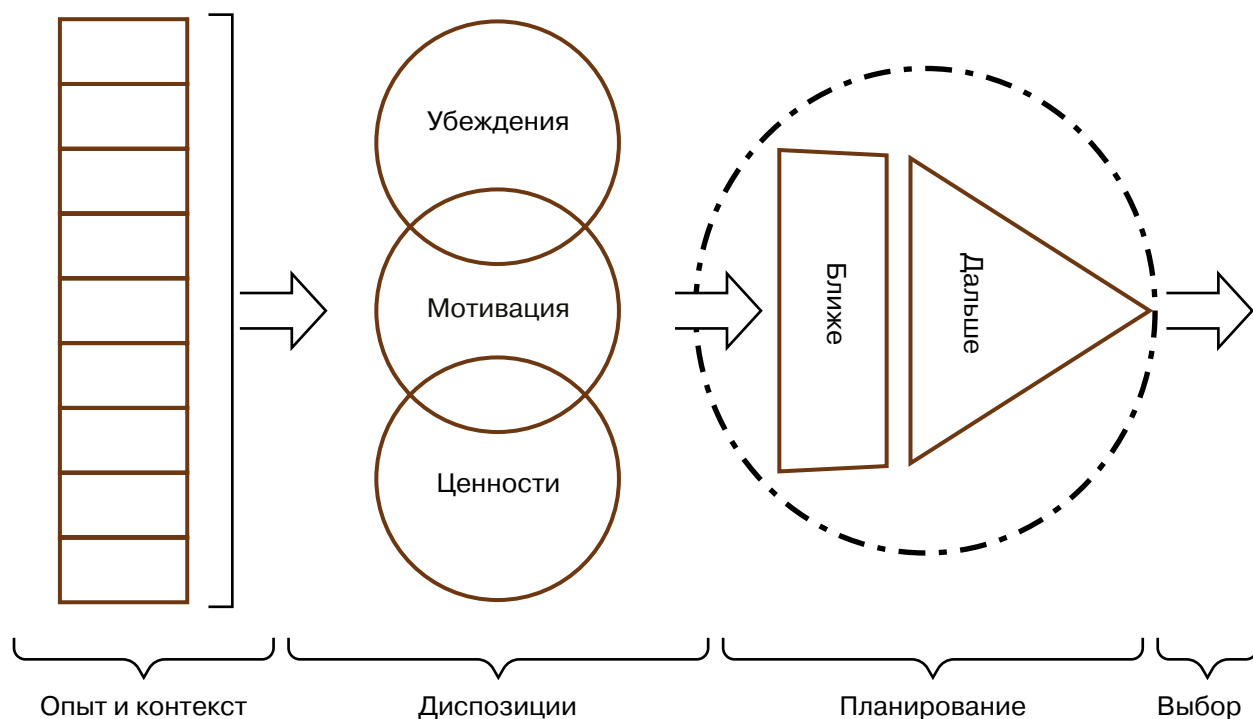 Убеждения
Мотивация
Ценности
Ближе
Дальше
Опыт и контекст
Диспозиции
Планирование
Выбор